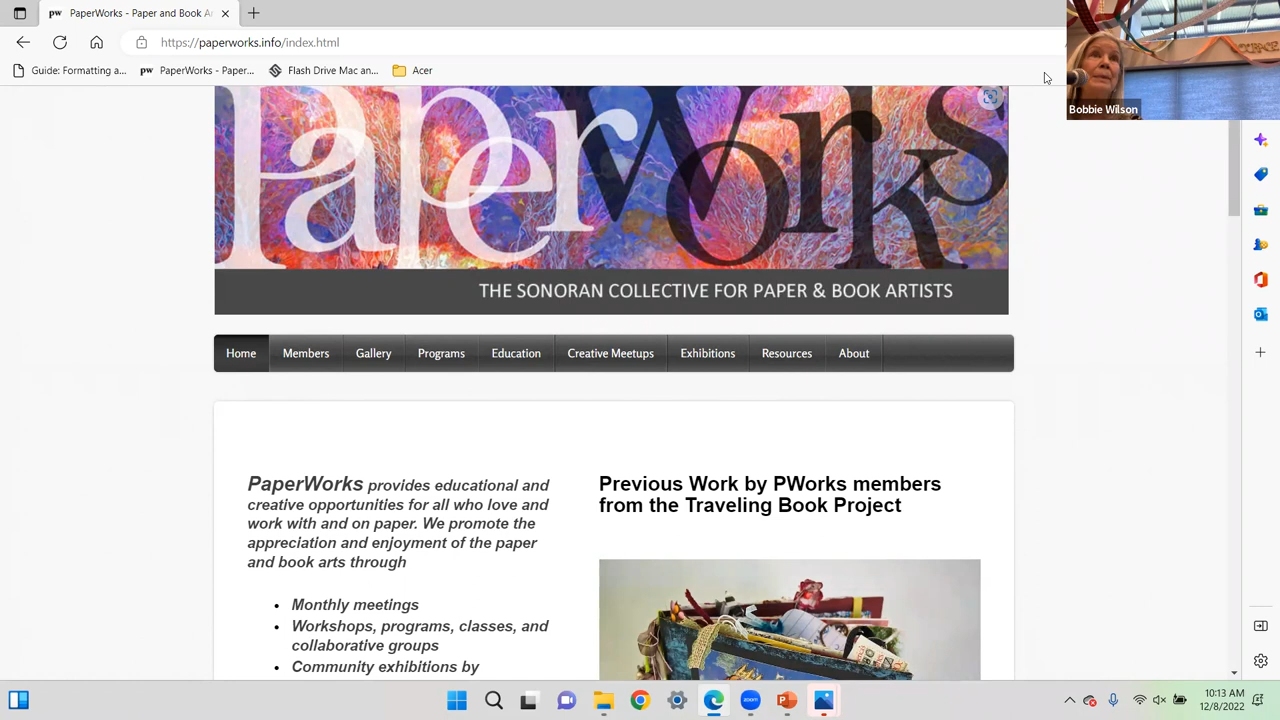 PaperWorks - Paper and Book Ar
https://paperworks.info/index.html
Guide: Formatting a...
PaperWorks - Paper...
Flash Drive Mac an...
Acer
Bobbie Wilson
PaperWorks
THE SONORAN COLLECTIVE FOR PAPER & BOOK ARTISTS
Home
Members
Gallery
Programs
Education
Creative Meetups
Exhibitions
Resources
About
PaperWorks provides educational and
creative opportunities for all who love and
work with and on paper. We promote the
appreciation and enjoyment of the paper
and book arts through
Monthly meetings
Workshops, programs, classes, and
collaborative groups
Community exhibitions by
Previous Work by PWorks members
from the Traveling Book Project
10:13 AM
12/8/2022